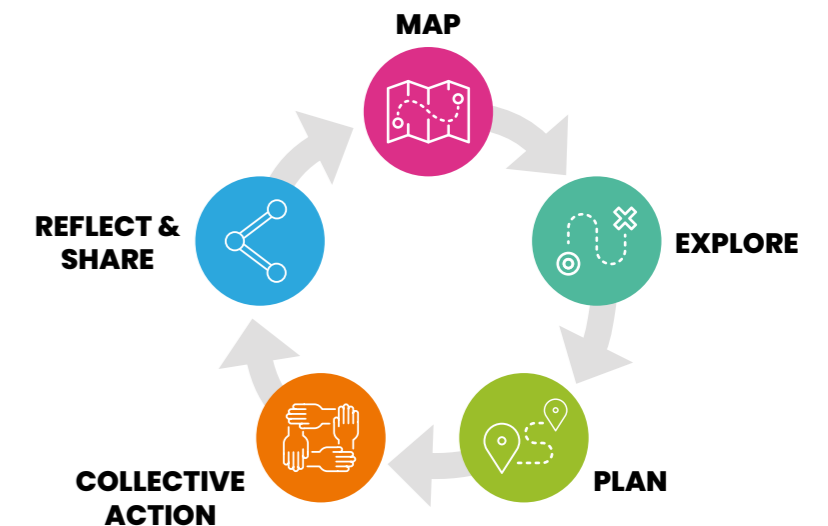 MAP
EXPLORE
PLAN
COLLECTIVE
ACTION
REFLECT &
SHARE